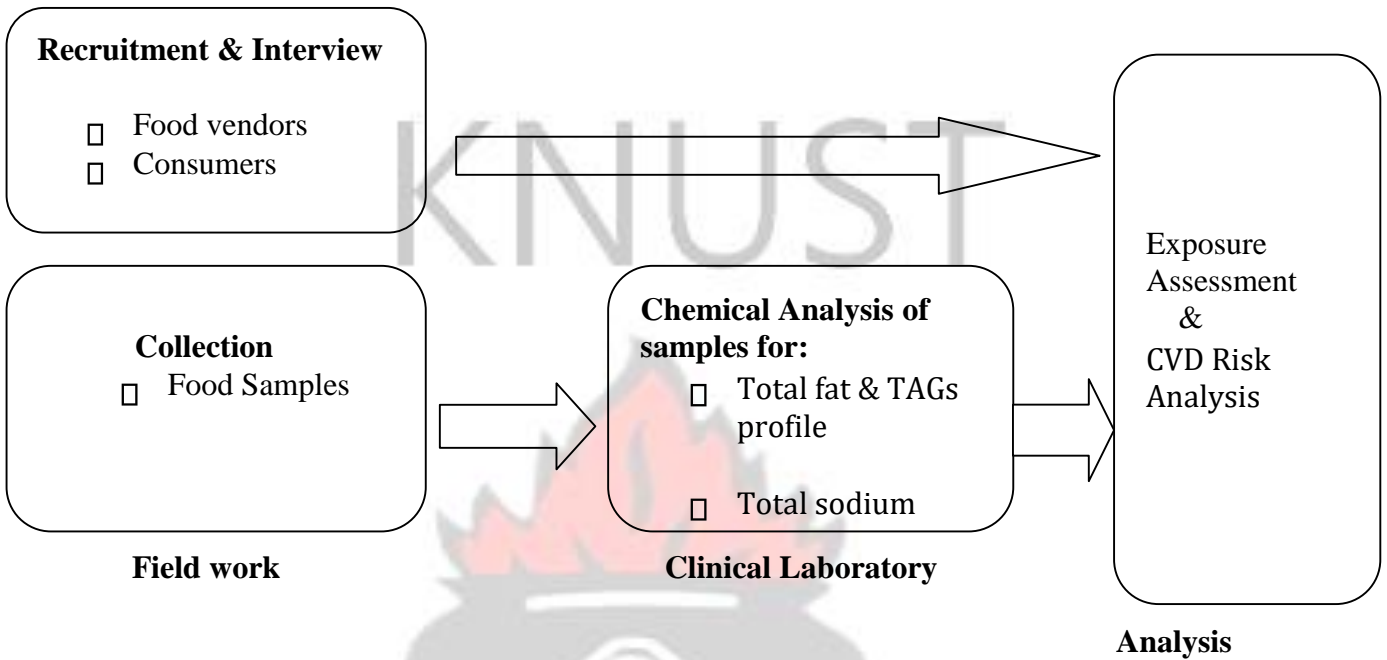 Recruitment & Interview
Food vendors
Consumers
KNUST
Collection
Food Samples
Field work
Chemical Analysis of
samples for:
Total fat & TAGs
profile
Total sodium
Clinical Laboratory
Exposure
Assessment
&
CVD Risk
Analysis
Analysis